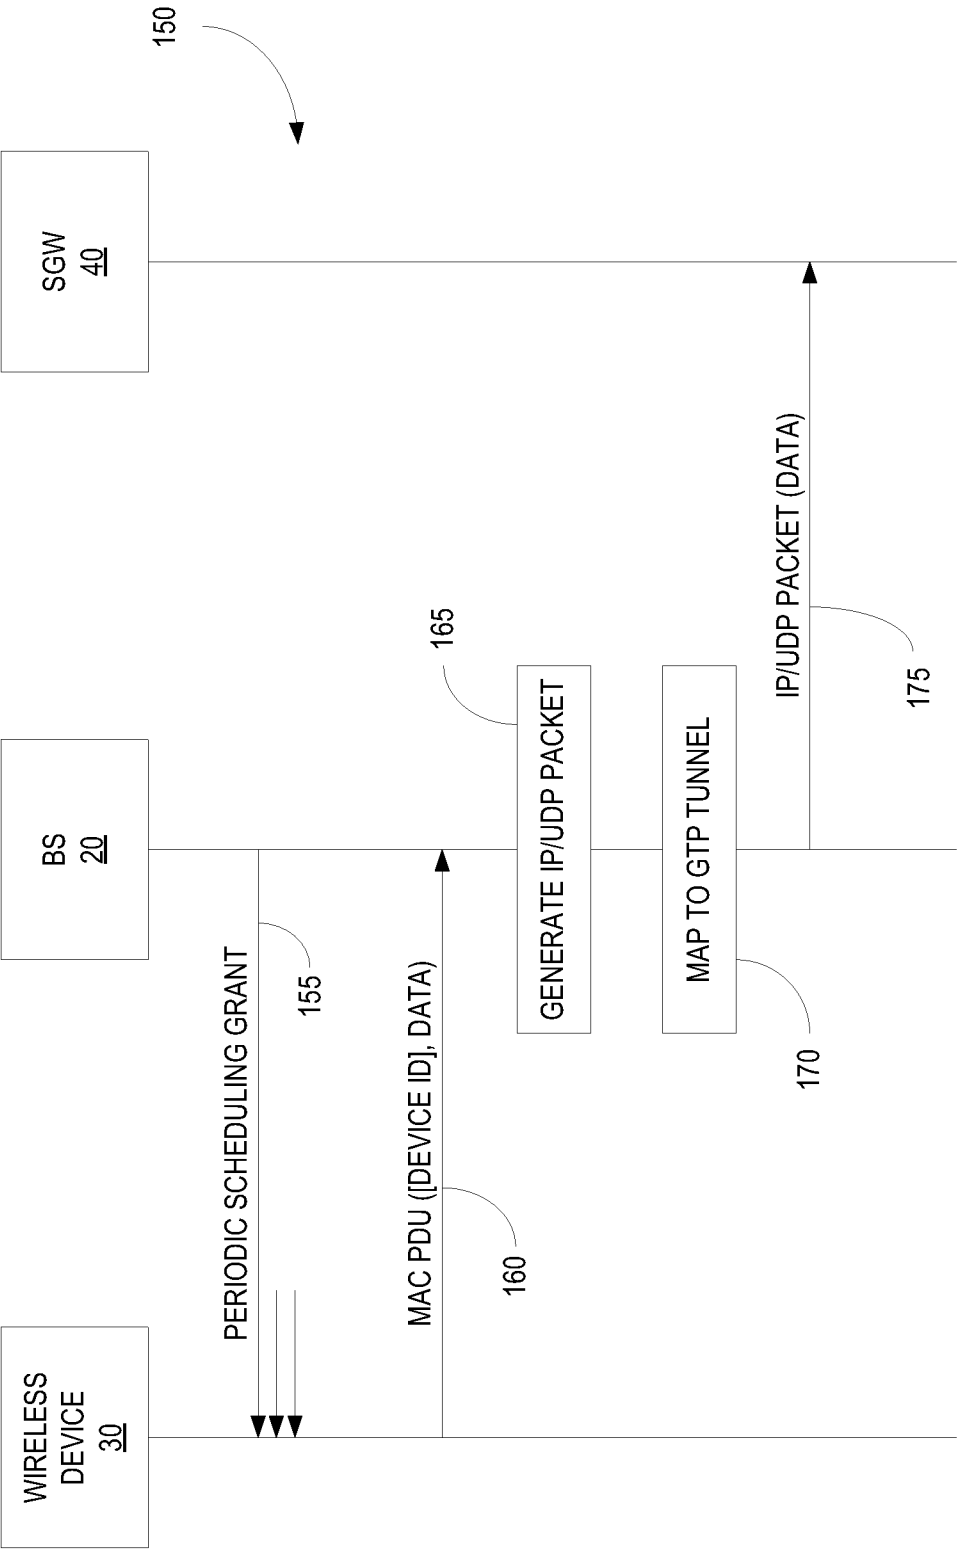 WIRELESS
DEVICE
30
BS
20
SGW
40
150
PERIODIC SCHEDULING GRANT
155
MAC PDU ([DEVICE ID], DATA)
160
165
GENERATE IP/UDP PACKET
MAP TO GTP TUNNEL
170
IP/UDP PACKET (DATA)
175